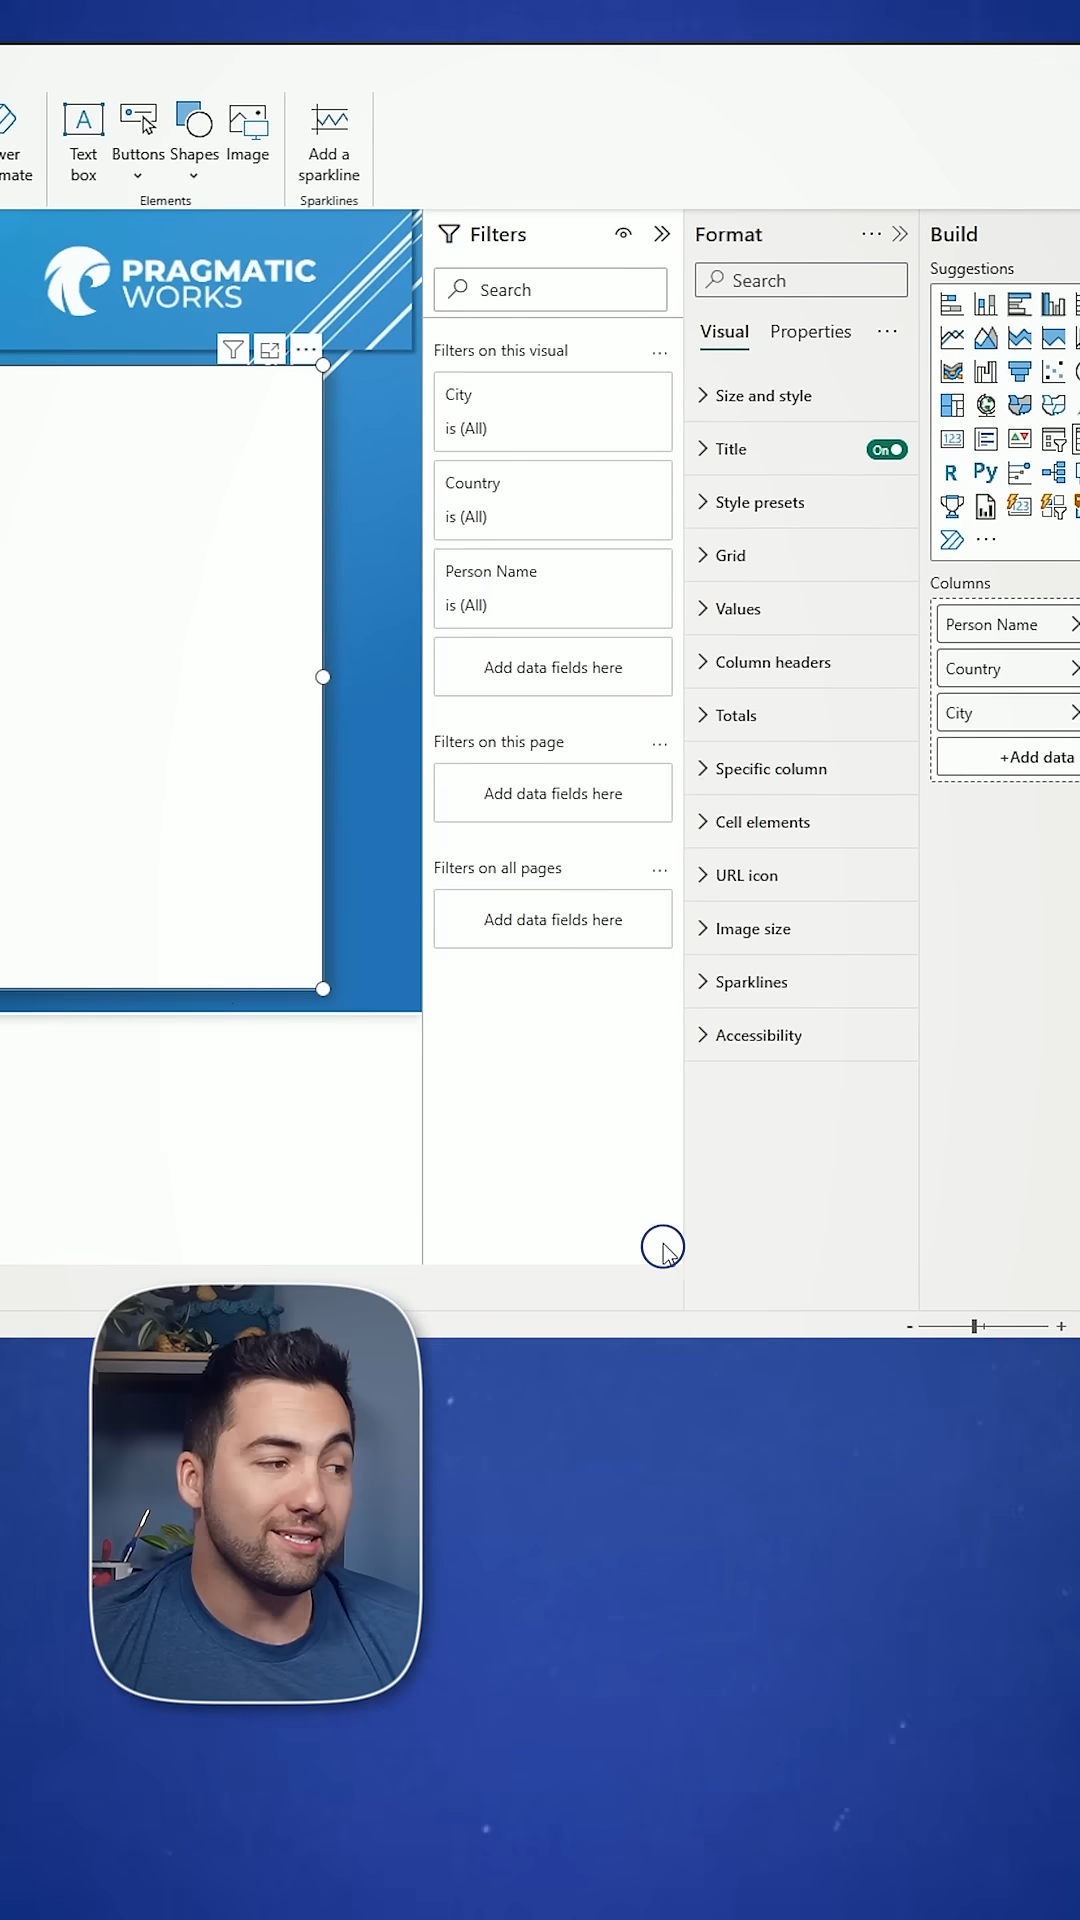 wer
mate
Text
box
Buttons
Shapes
Image
Elements
Add a
sparkline
Sparklines
PRAGMATIC
WORKS
Filters
Search
Filters on this visual
City
is (All)
Country
is (All)
Person Name
is (All)
Add data fields here
Filters on this page
Add data fields here
Filters on all pages
Add data fields here
Format
Search
Visual
Properties
Size and style
Title
On
Style presets
Grid
Values
Column headers
Totals
Specific column
Cell elements
URL icon
Image size
Sparklines
Accessibility
Build
Suggestions
123
R
Py
123
Columns
Person Name
Country
City
+Add data
- +